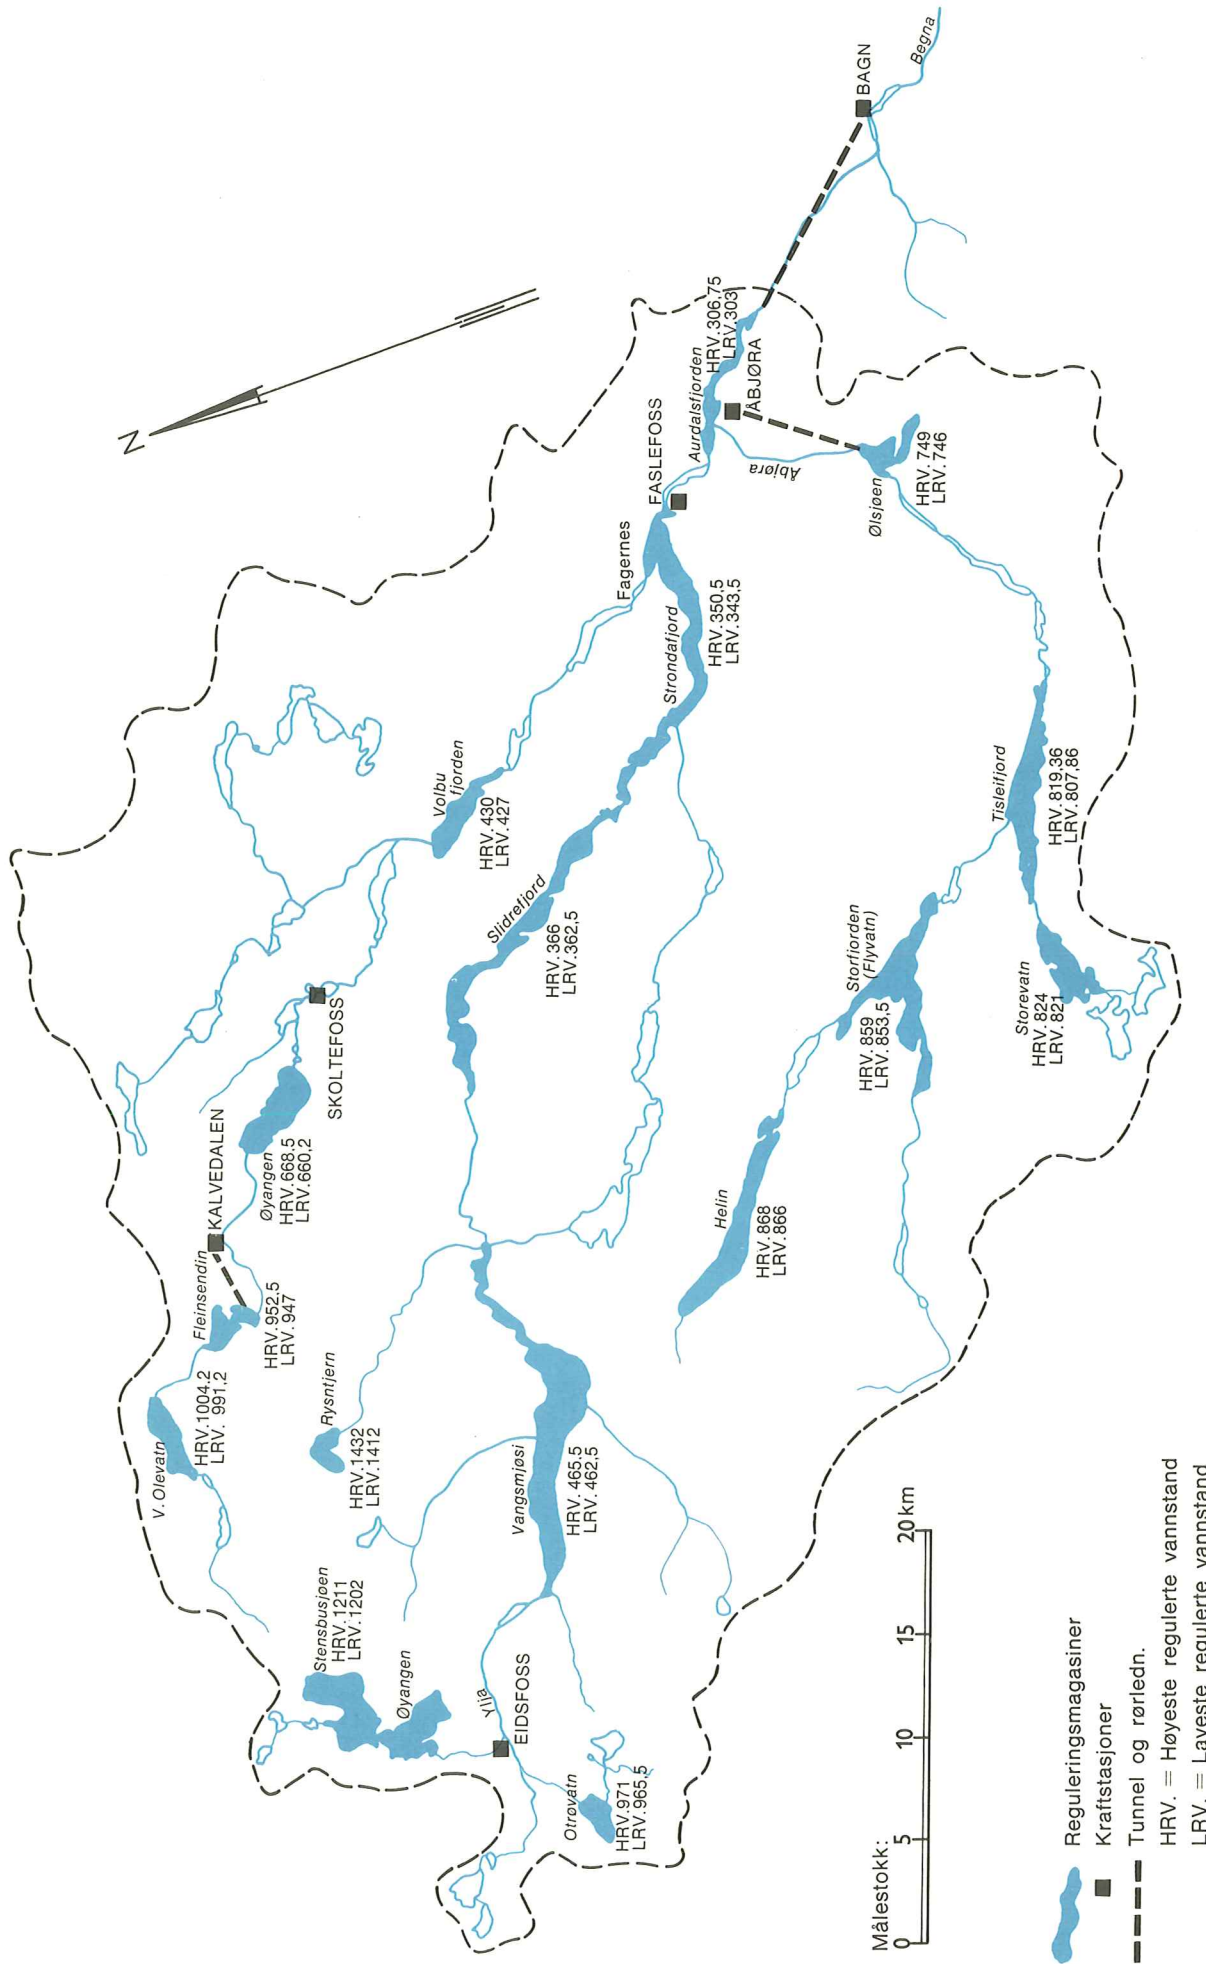 N
V. Olevatn
HRV. 1004.2
LRV. 991,2
Fleinsendin
HRV. 952.5
LRV. 947
KALVEDALEN
Øyangen
HRV. 668,5
LRV. 660,2
SKOLTEFOSS
Volbu
fjorden
HRV. 430
LRV. 427
Stensbusjøen
HRV. 1211
LRV. 1202
Øyangen
Rysntjern
HRV. 1432
LRV. 1412
Ylja
EIDSFOSS
Otrøvatn
HRV. 971
LRV. 965,5
Vangsmjøsi
HRV. 465.5
LRV. 462,5
Slidrefjord
HRV. 366
LRV. 362,5
Strondafjord
HRV. 350,5
LRV. 343,5
Fagernes
FASLEFOSS
Aurdalsfjorden
HRV. 306,75
LRV. 303
ÅBJØRA
Åbjøra
BAGN
Begna
Helin
HRV. 868
LRV. 866
Storfjorden
(Flyvatn)
HRV. 859
LRV. 853,5
Tisleifjord
HRV. 819,36
LRV. 807,86
Ølsjøen
HRV. 749
LRV. 746
Storevatn
HRV. 824
LRV. 821
Målestokk:
0 5 10 15 20 km
Reguleringsmagasiner
Kraftstasjoner
Tunnel og rørledn.
HRV. = Høyeste regulerte vannstand
LRV. = Laveste regulerte vannstand